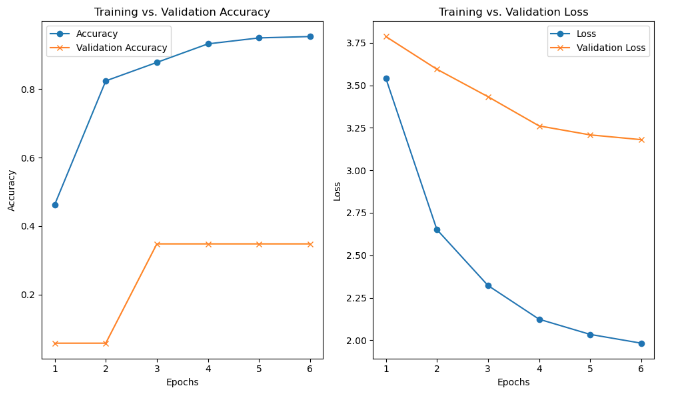 Training vs. Validation Accuracy
Accuracy
Validation Accuracy
0.8
0.6
0.4
0.2
Accuracy
1
2
3
4
5
6
Epochs
Training vs. Validation Loss
Loss
Validation Loss
3.75
3.50
3.25
3.00
2.75
2.50
2.25
2.00
Loss
1
2
3
4
5
6
Epochs